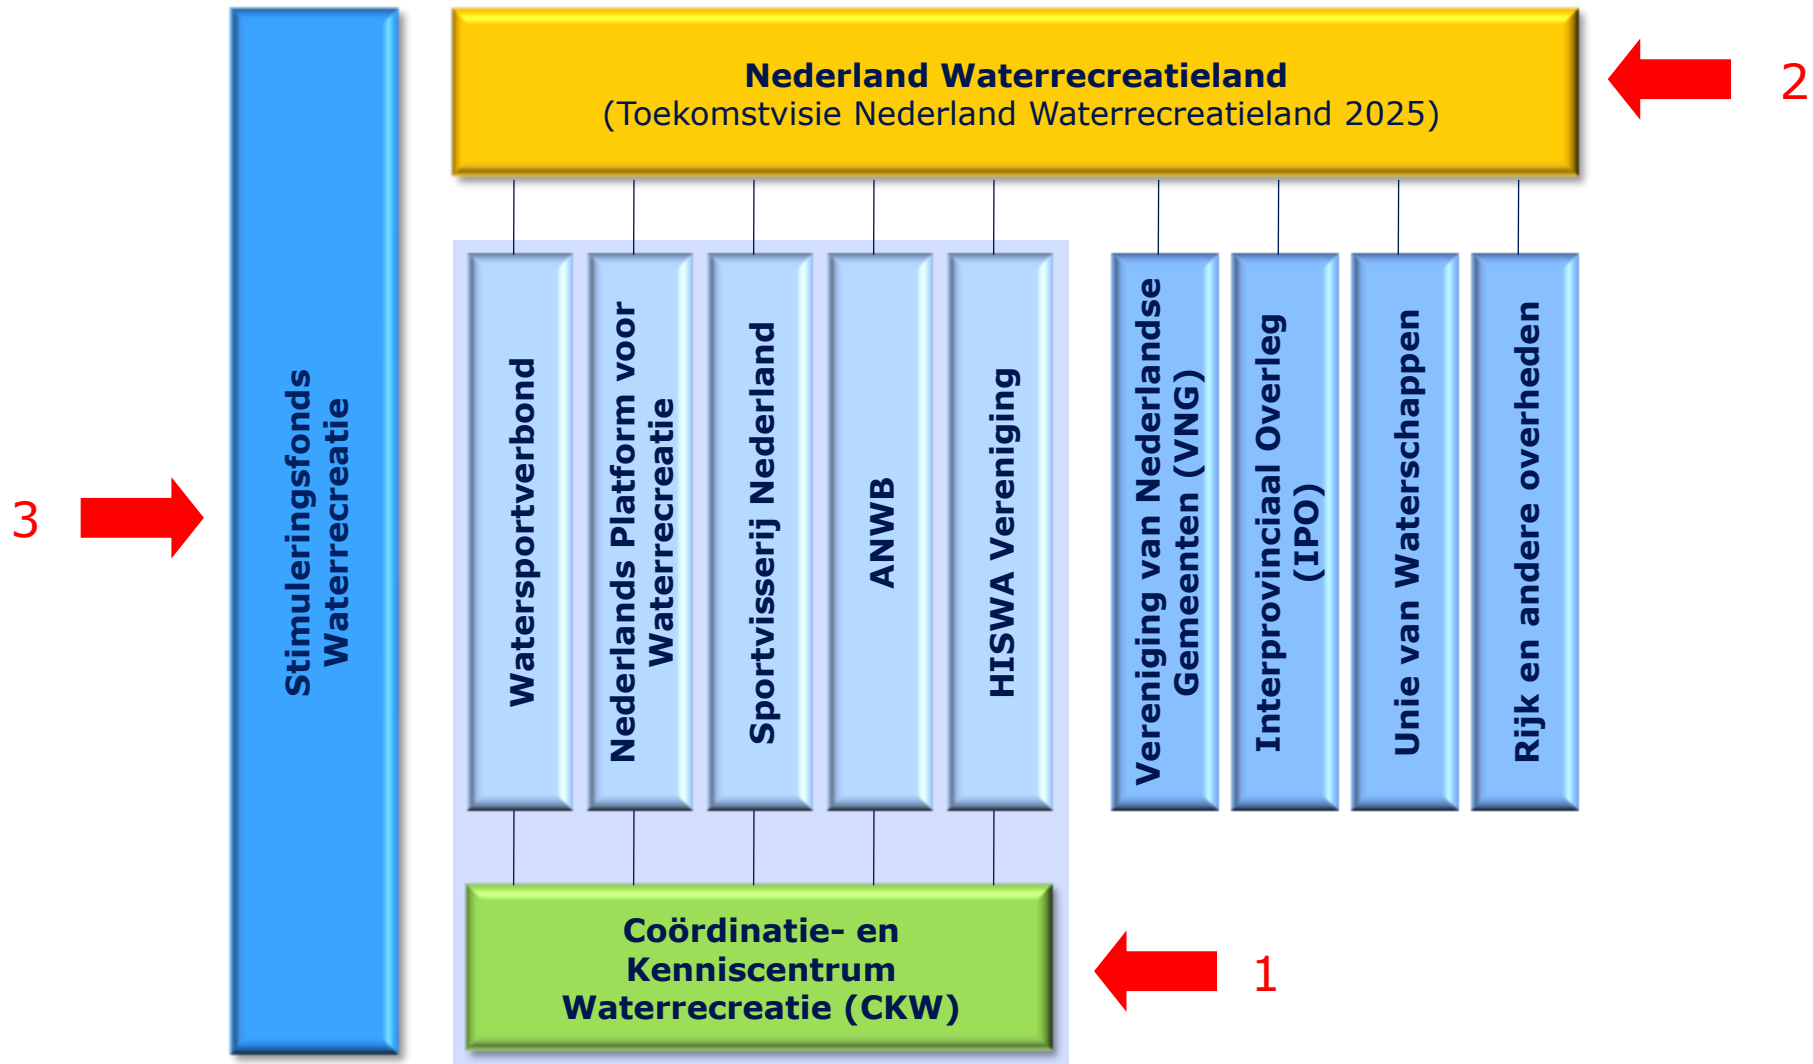 Nederland Waterrecreatieland
(Toekomstvisie Nederland Waterrecreatieland 2025)
2
3
Stimuleringsfonds
Waterrecreatie
Watersportverbond
Nederlands Platform voor
Waterrecreatie
Sportvisserij Nederland
ANWB
HISWA Vereniging
Vereniging van Nederlandse
Gemeenten (VNG)
Interprovinciaal Overleg
(IPO)
Unie van Waterschappen
Rijk en andere overheden
Coördinatie- en
Kenniscentrum
Waterrecreatie (CKW)
1